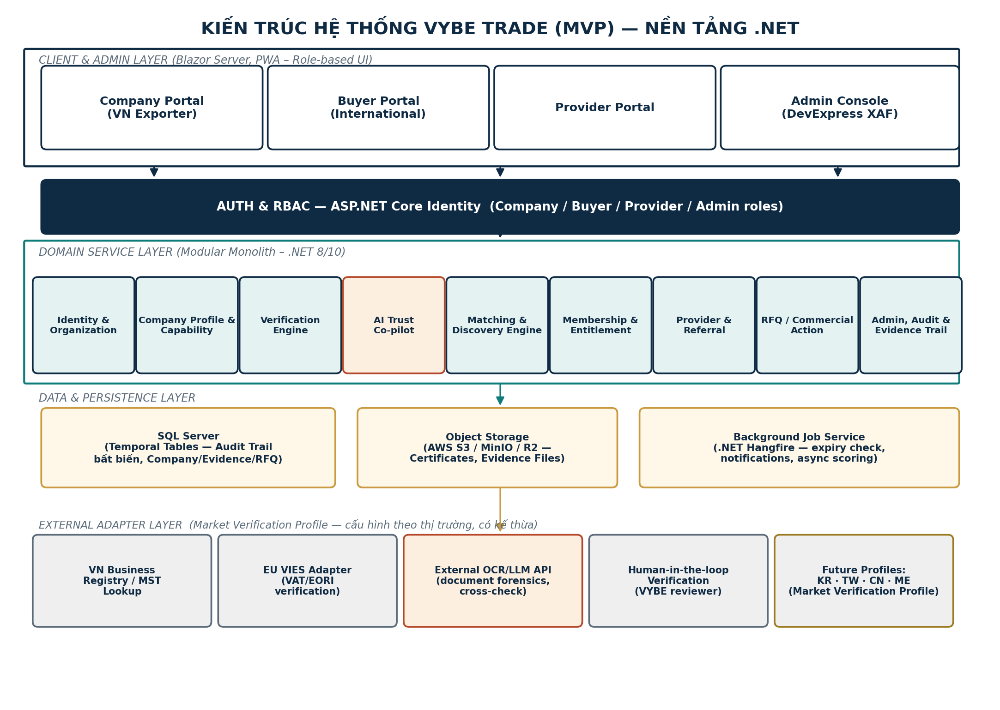 KIẾN TRÚC HỆ THỐNG VYBE TRADE (MVP) — NỀN TẢNG .NET
CLIENT & ADMIN LAYER (Blazor Server, PWA – Role-based UI)
Company Portal
(VN Exporter)
Buyer Portal
(International)
Provider Portal
Admin Console
(DevExpress XAF)
AUTH & RBAC — ASP.NET Core Identity  (Company / Buyer / Provider / Admin roles)
DOMAIN SERVICE LAYER (Modular Monolith – .NET 8/10)
Identity &
Organization
Company Profile &
Capability
Verification
Engine
AI Trust
Co-pilot
Matching &
Discovery Engine
Membership &
Entitlement
Provider &
Referral
RFQ / Commercial
Action
Admin, Audit &
Evidence Trail
DATA & PERSISTENCE LAYER
SQL Server
(Temporal Tables — Audit Trail
bất biến, Company/Evidence/RFQ)
Object Storage
(AWS S3 / MinIO / R2 —
Certificates, Evidence Files)
Background Job Service
(.NET Hangfire — expiry check,
notifications, async scoring)
EXTERNAL ADAPTER LAYER  (Market Verification Profile — cấu hình theo thị trường, có kế thừa)
VN Business
Registry / MST
Lookup
EU VIES Adapter
(VAT/EORI
verification)
External OCR/LLM API
(document forensics,
cross-check)
Human-in-the-loop
Verification
(VYBE reviewer)
Future Profiles:
KR · TW · CN · ME
(Market Verification Profile)